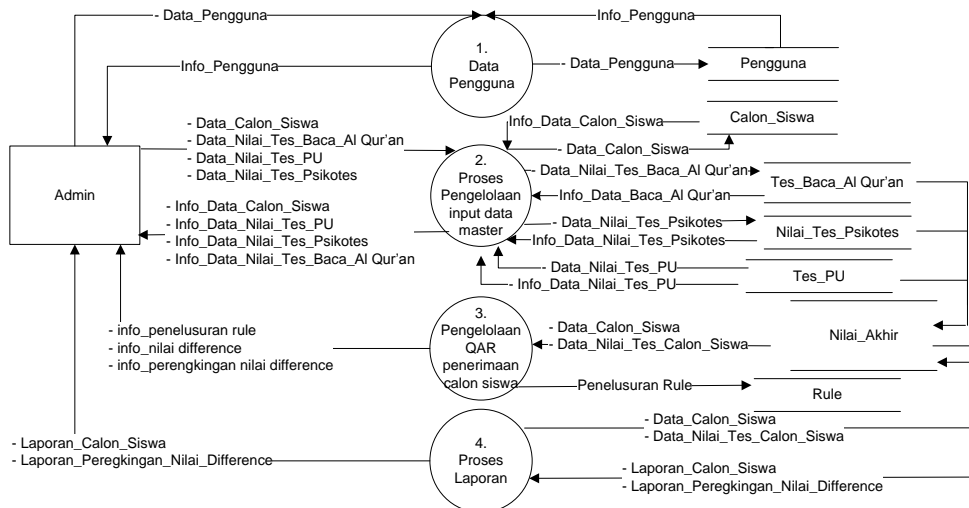 - Data_Pengguna
Info_Pengguna
1.
Data
Pengguna
Info_Pengguna
- Data_Pengguna
Pengguna
Calon_Siswa
Info_Data_Calon_Siswa
- Data_Calon_Siswa
- Data_Calon_Siswa
- Data_Nilai_Tes_Baca_Al Qur'an
- Data_Nilai_Tes_PU
- Data_Nilai_Tes_Psikotes
Admin
2.
Proses
Pengelolaan
input data
master
- Data_Nilai_Tes_Baca_Al Qur'an
Info_Data_Baca_Al Qur'an
Tes_Baca_Al Qur'an
- Info_Data_Calon_Siswa
- Info_Data_Nilai_Tes_PU
- Info_Data_Nilai_Tes_Psikotes
- Info_Data_Nilai_Tes_Baca_Al Qur'an
- Data_Nilai_Tes_Psikotes
Info_Data_Nilai_Tes_Psikotes
Nilai_Tes_Psikotes
- Data_Nilai_Tes_PU
- Info_Data_Nilai_Tes_PU
Tes_PU
- info_penelusuran rule
- info_nilai difference
- info_perengkingan nilai difference
3.
Pengelolaan
QAR
penerimaan
calon siswa
- Data_Calon_Siswa
- Data_Nilai_Tes_Calon_Siswa
Nilai_Akhir
Penelusuran Rule
Rule
- Laporan_Calon_Siswa
- Laporan_Peregkingan_Nilai_Difference
4.
Proses
Laporan
- Data_Calon_Siswa
- Data_Nilai_Tes_Calon_Siswa
- Laporan_Calon_Siswa
- Laporan_Peregkingan_Nilai_Difference